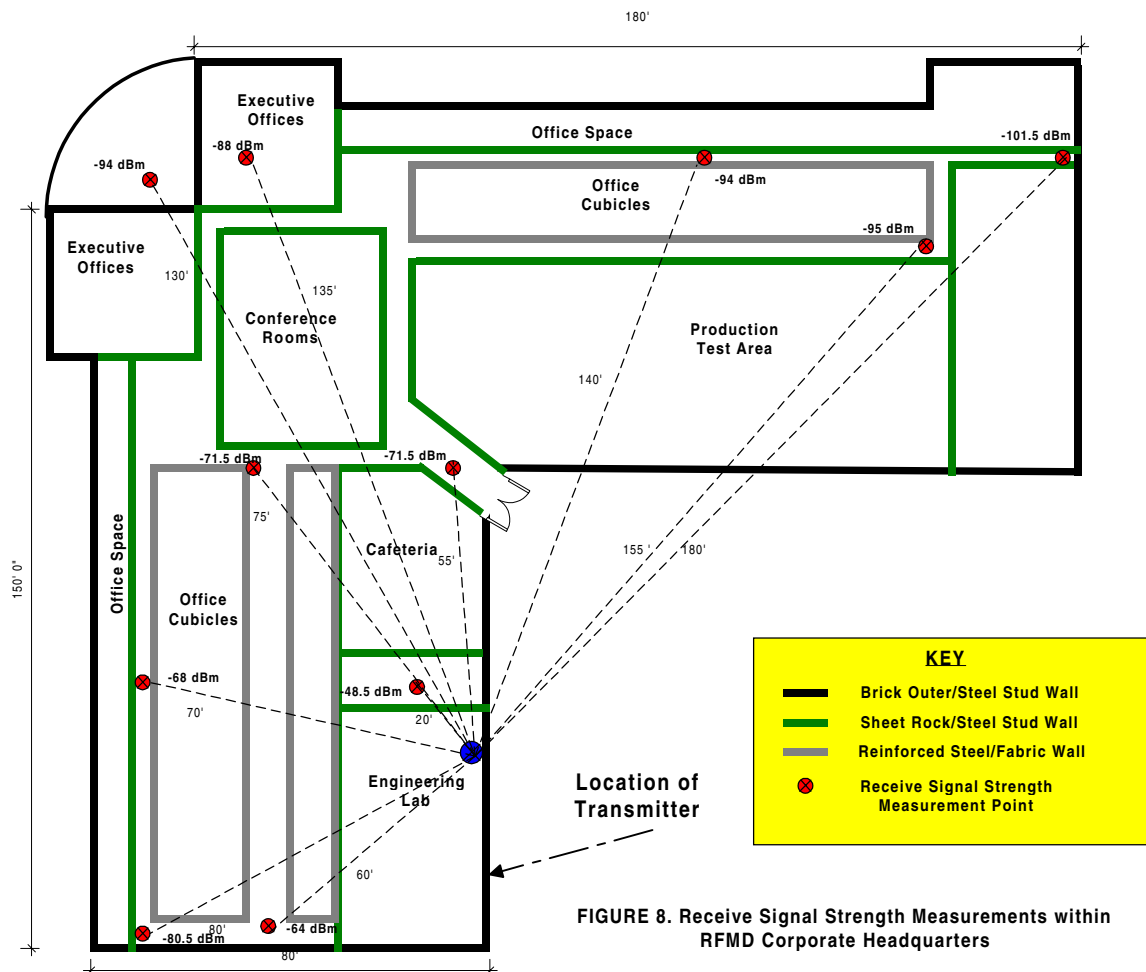 180'
Executive
Offices
Office Space
-101.5 dBm
-88 dBm
-94 dBm
-94 dBm
Office
Cubicles
-95 dBm
Executive
Offices
130'
135'
Conference
Rooms
Production
Test Area
140'
-71.5 dBm
-71.5 dBm
75'
Cafeteria
55'
155 '
180'
150' 0"
Office Space
Office
Cubicles
-68 dBm
70'
-48.5 dBm
20'
Engineering
Lab
Location of
Transmitter
60'
80'
-80.5 dBm
-64 dBm
80'
KEY
Brick Outer/Steel Stud Wall
Sheet Rock/Steel Stud Wall
Reinforced Steel/Fabric Wall
Receive Signal Strength
Measurement Point
FIGURE 8. Receive Signal Strength Measurements within
RFMD Corporate Headquarters